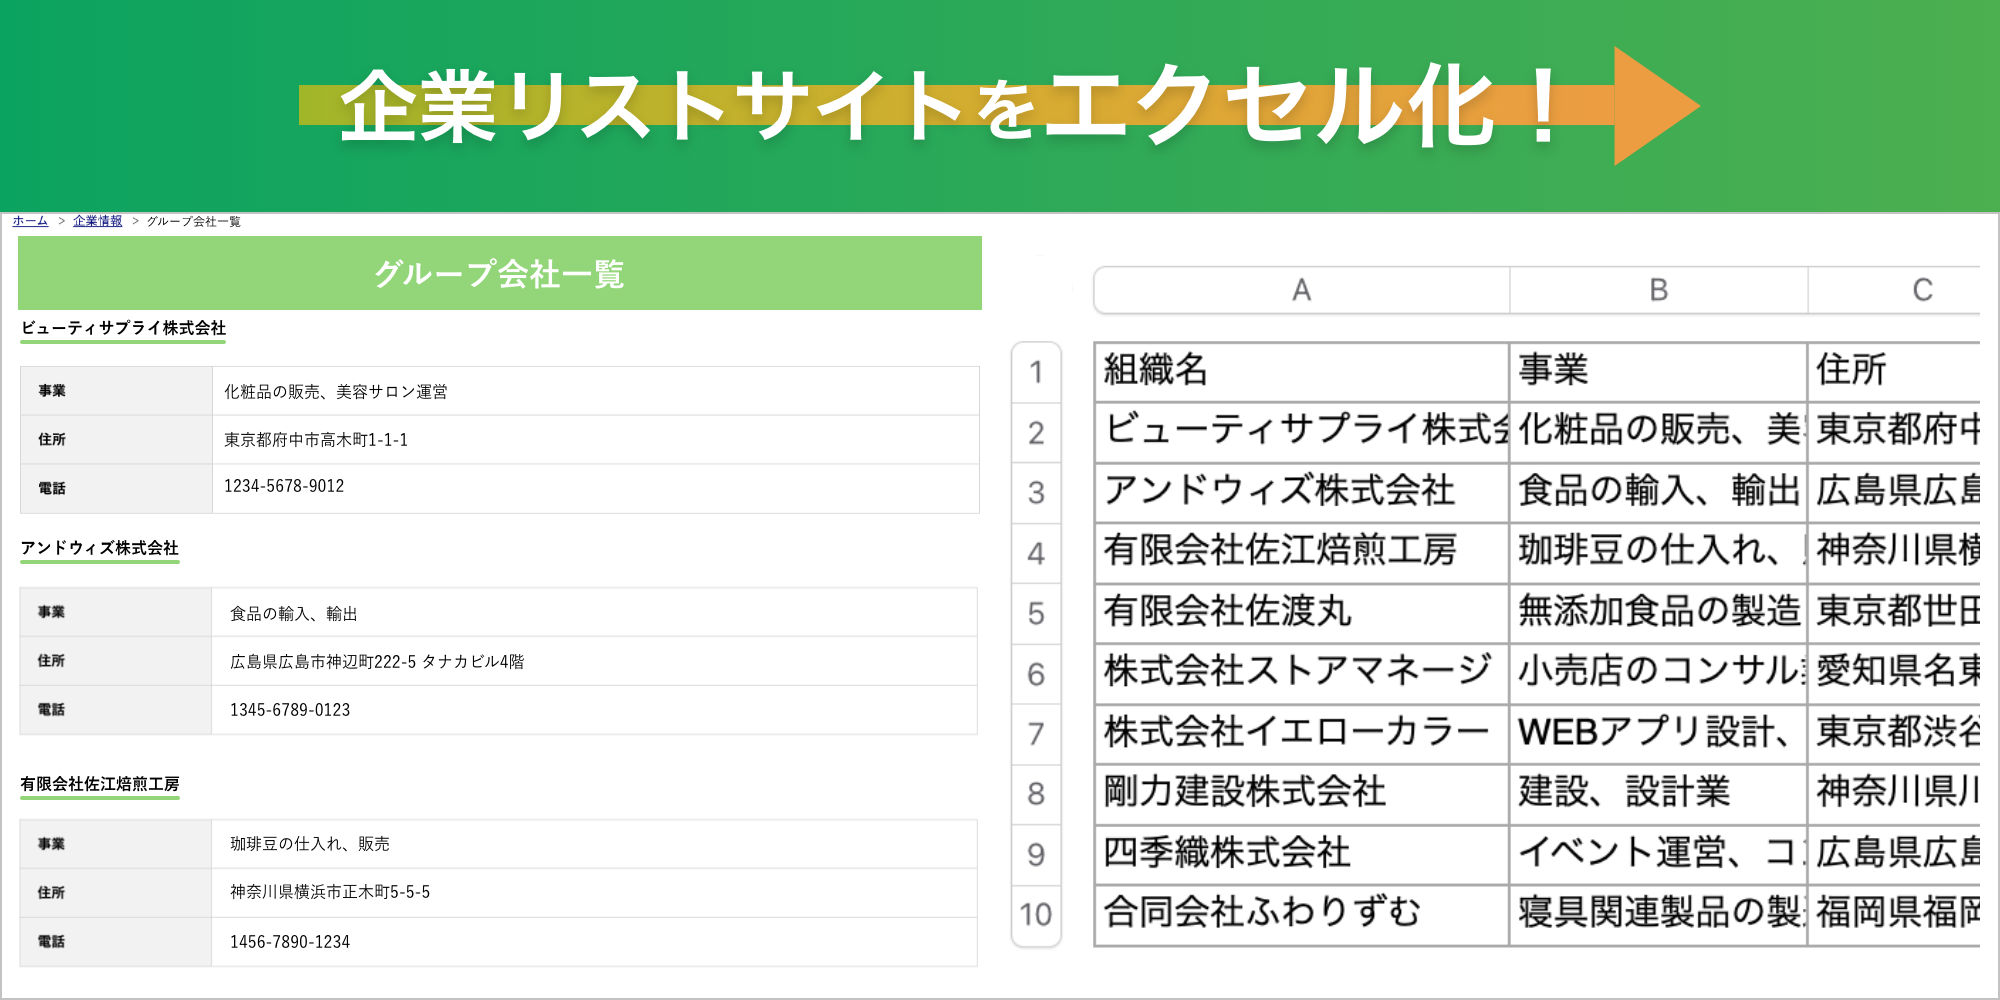 企業リストサイトをエクセル化！
ホーム > 企業情報 > グループ会社一覧
グループ会社一覧
ビューティサプライ株式会社
事業 化粧品の販売、美容サロン運営
住所 東京都府中市高木町1-1-1
電話 1234-5678-9012
アンドウィズ株式会社
事業 食品の輸入、輸出
住所 広島県広島市神辺町222-5 タナカビル4階
電話 1345-6789-0123
有限会社佐江焙煎工房
事業 珈琲豆の仕入れ、販売
住所 神奈川県横浜市正木町5-5-5
電話 1456-7890-1234
A B C
1 組織名 事業 住所
2 ビューティサプライ株式会 化粧品の販売、美 東京都府中
3 アンドウィズ株式会社 食品の輸入、輸出 広島県広島
4 有限会社佐江焙煎工房 珈琲豆の仕入れ、 神奈川県横
5 有限会社佐渡丸 無添加食品の製造 東京都世田
6 株式会社ストアマネージ 小売店のコンサル 愛知県名東
7 株式会社イエローカラー WEBアプリ設計、 東京都渋谷
8 剛力建設株式会社 建設、設計業 神奈川県川
9 四季織株式会社 イベント運営、コ 広島県広島
10 合同会社ふわりずむ 寝具関連製品の製 福岡県福岡